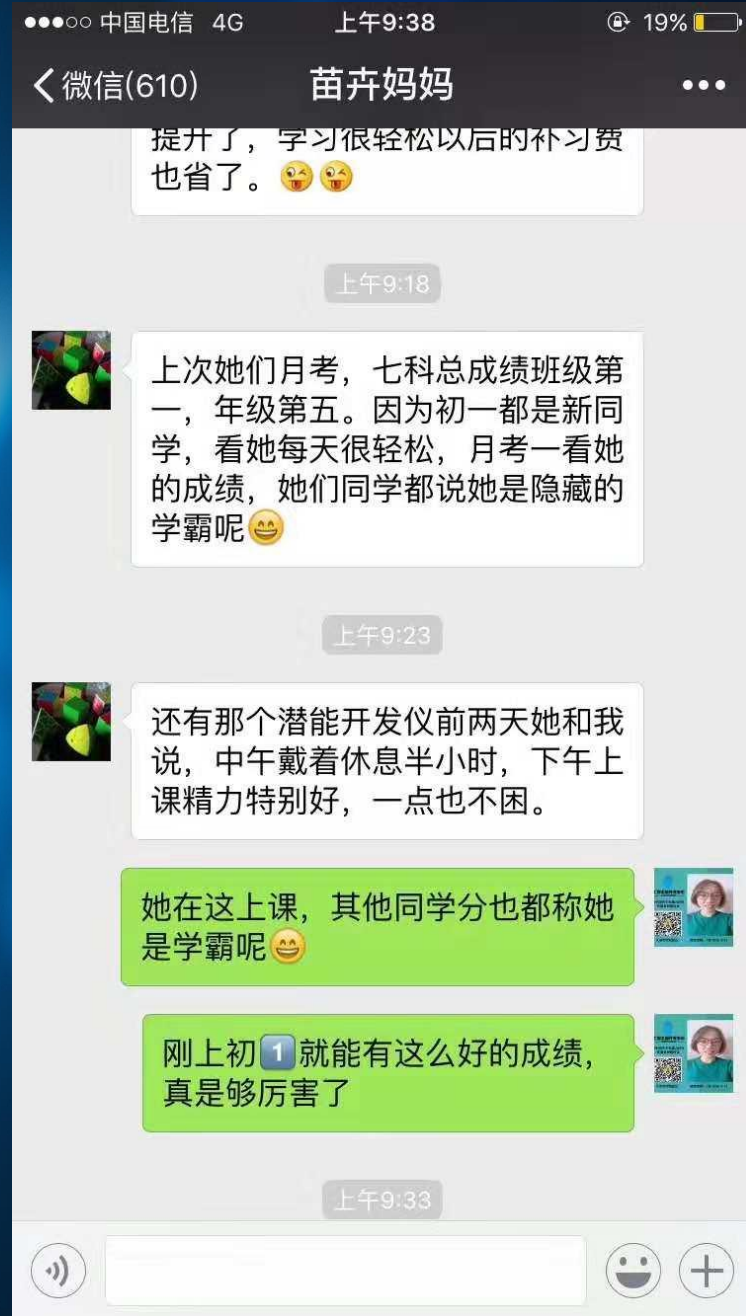 中国电信 4G 上午9:38 19%
微信(610) 苗卉妈妈
提升了，学习很轻松以后的补习费
也省了。😜😜
上午9:18
上次她们月考，七科总成绩班级第
一，年级第五。因为初一都是新同
学，看她每天很轻松，月考一看她
的成绩，她们同学都说她是隐藏的
学霸呢😄
上午9:23
还有那个潜能开发仪前两天她和我
说，中午戴着休息半小时，下午上
课精力特别好，一点也不困。
她在这上课，其他同学分也都称她
是学霸呢😄
刚上初1️⃣就能有这么好的成绩，
真是够厉害了
上午9:33